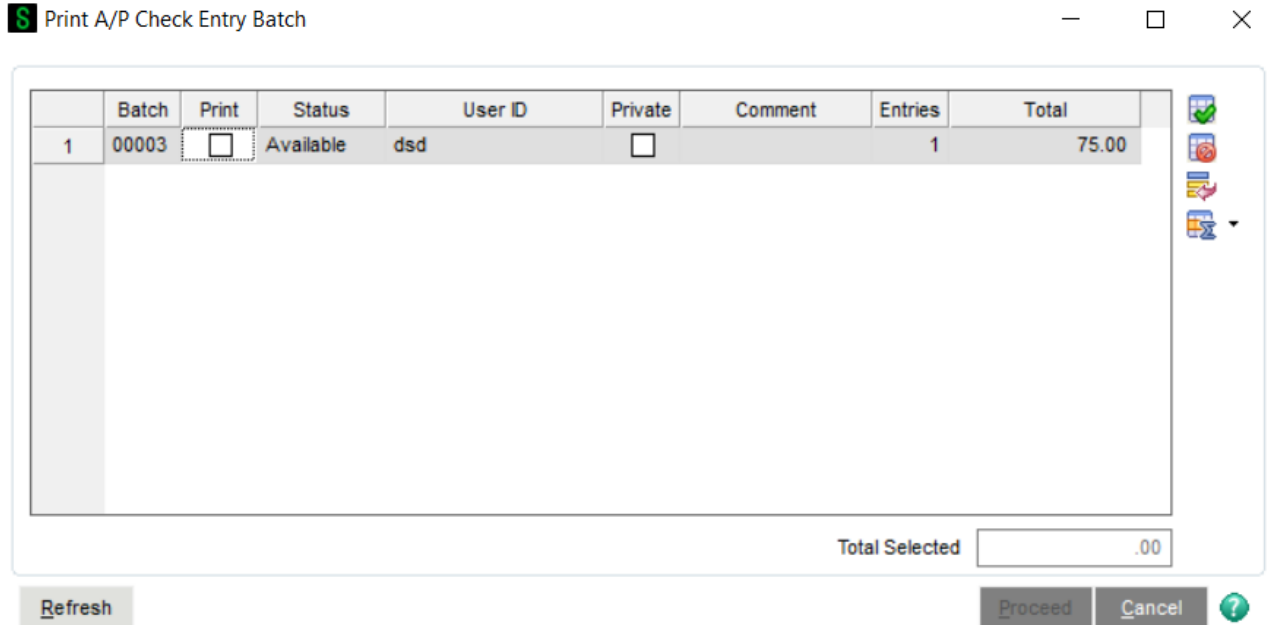 S Print A/P Check Entry Batch
Batch Print Status User ID Private Comment Entries Total
1 00003 Available dsd 1 75.00
Total Selected .00
Refresh Proceed Cancel ?